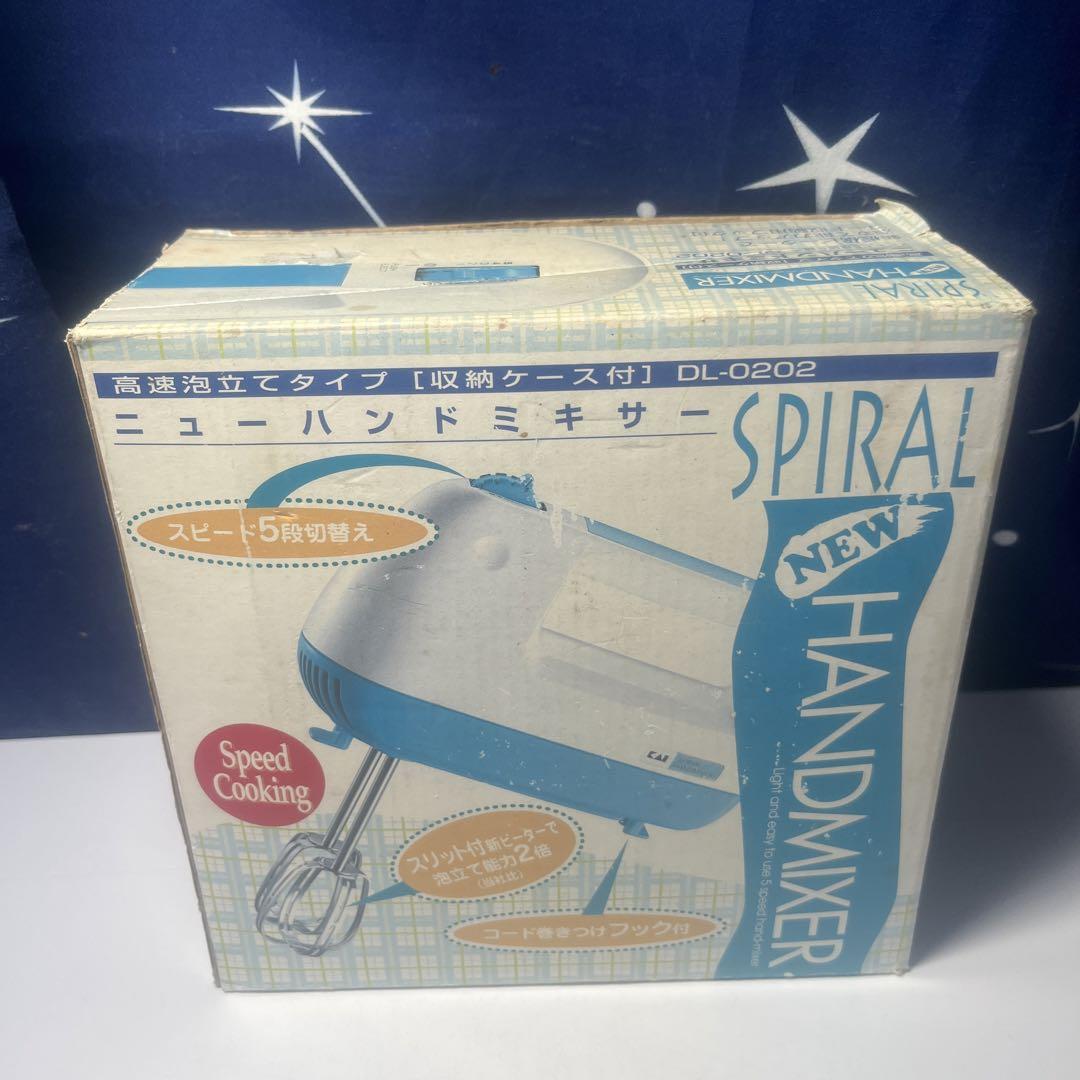 SPIRAL
NEW HANDMIXER
高速泡立てタイプ [収納ケース付] DL-0202
ニューハンドミキサー
SPIRAL
NEW
HANDMIXER
...Light and easy to use 5 speed hand-mixer
スピード5段切替え
KAI
Speed
Cooking
スリット付新ビーターで
泡立て能力2倍
(当社比)
コード巻きつけフック付